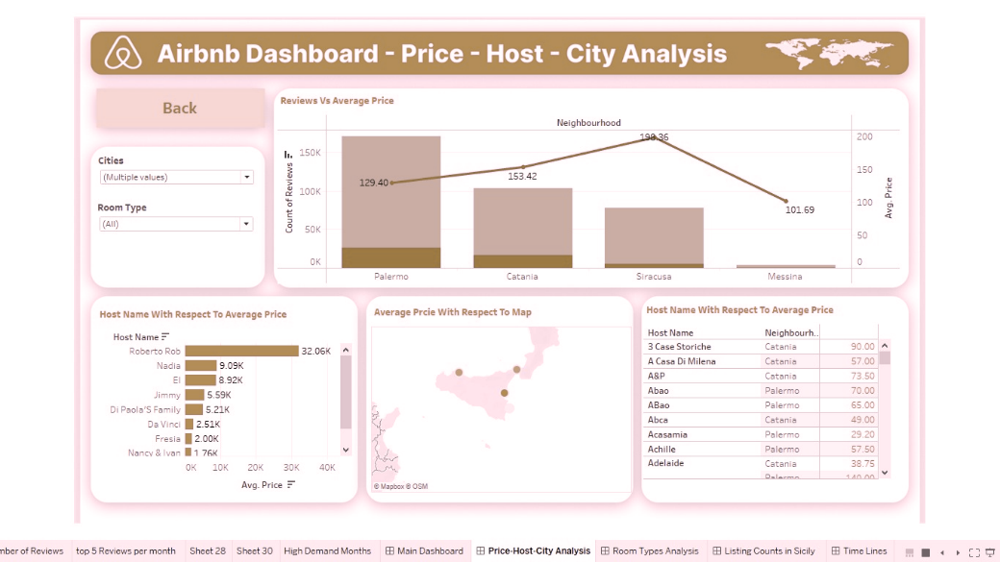 Airbnb Dashboard - Price - Host - City Analysis
Back
Cities
(Multiple values)
Room Type
(All)
Reviews Vs Average Price
Neighbourhood
Count of Reviews
150K
100K
50K
0K
129.40
153.42
198.36
101.69
200
150
100
50
0
Avg. Price
Palermo Catania Siracusa Messina
Host Name With Respect To Average Price
Host Name
Roberto Rob 32.06K
Nadia 9.09K
El 8.92K
Jimmy 5.59K
Di Paola'S Family 5.21K
Da Vinci 2.51K
Fresia 2.00K
Nancy & Ivan 1.76K
0K 10K 20K 30K 40K
Avg. Price
Average Prcie With Respect To Map
© Mapbox © OSM
Host Name With Respect To Average Price
Host Name Neighbourh..
3 Case Storiche Catania 90.00
A Casa Di Milena Catania 57.00
A&P Catania 73.50
Abao Palermo 70.00
ABao Palermo 65.00
Abca Catania 49.00
Acasamia Palermo 29.20
Achille Palermo 57.50
Adelaide Catania 38.75
Palermo 140.00
mber of Reviews top 5 Reviews per month Sheet 28 Sheet 30 High Demand Months Main Dashboard Price-Host-City Analysis Room Types Analysis Listing Counts in Sicily Time Lines